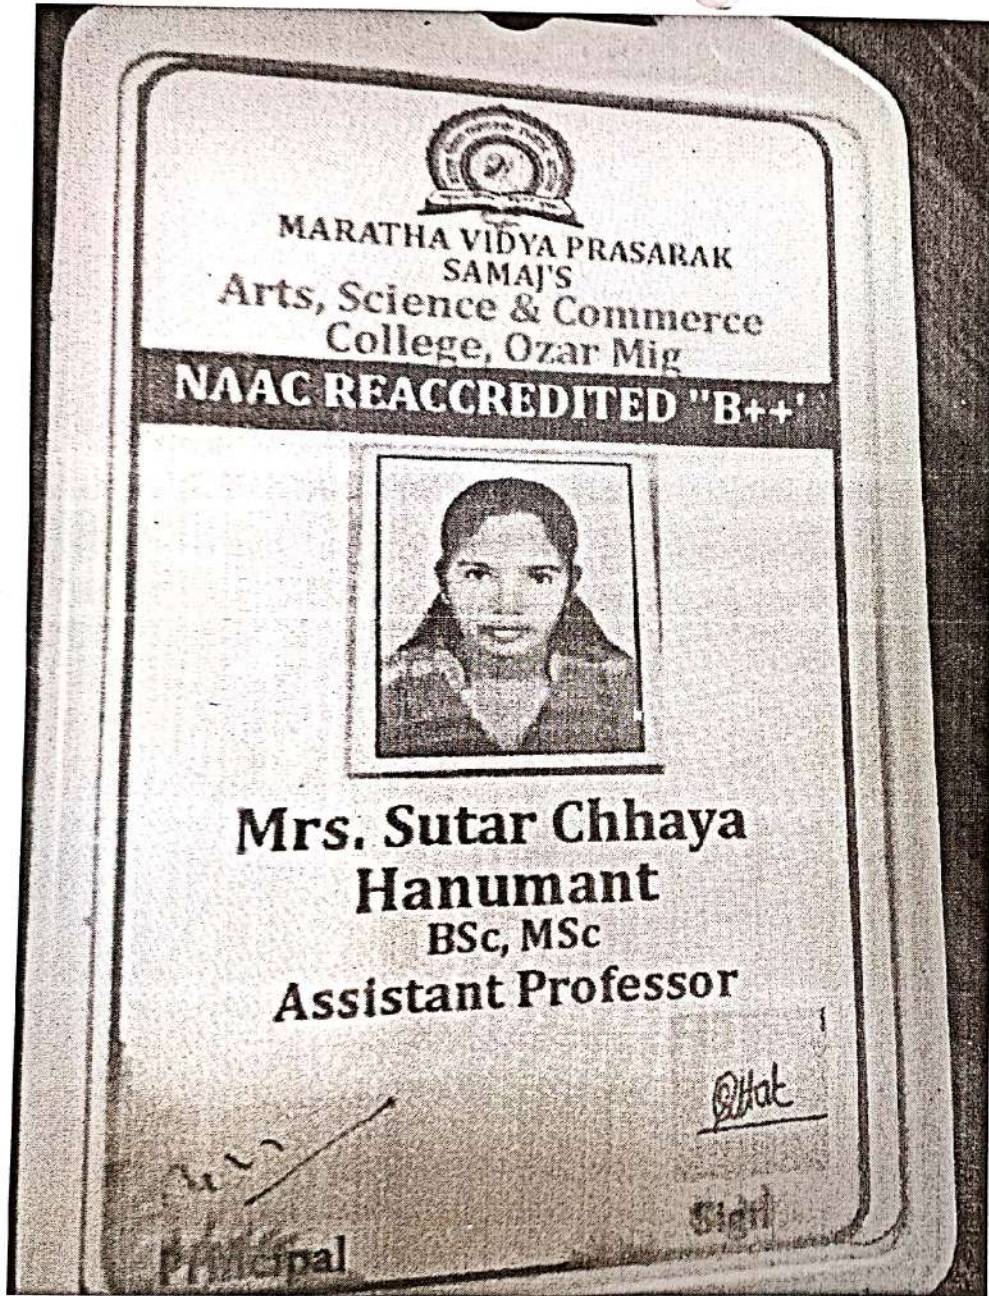 MARATHA VIDYA PRASARAK
SAMAJ'S
Arts, Science & Commerce
College, Ozar Mig
NAAC REACCREDITED "B++'
Mrs. Sutar Chhaya
Hanumant
BSc, MSc
Assistant Professor
Principal
Sign